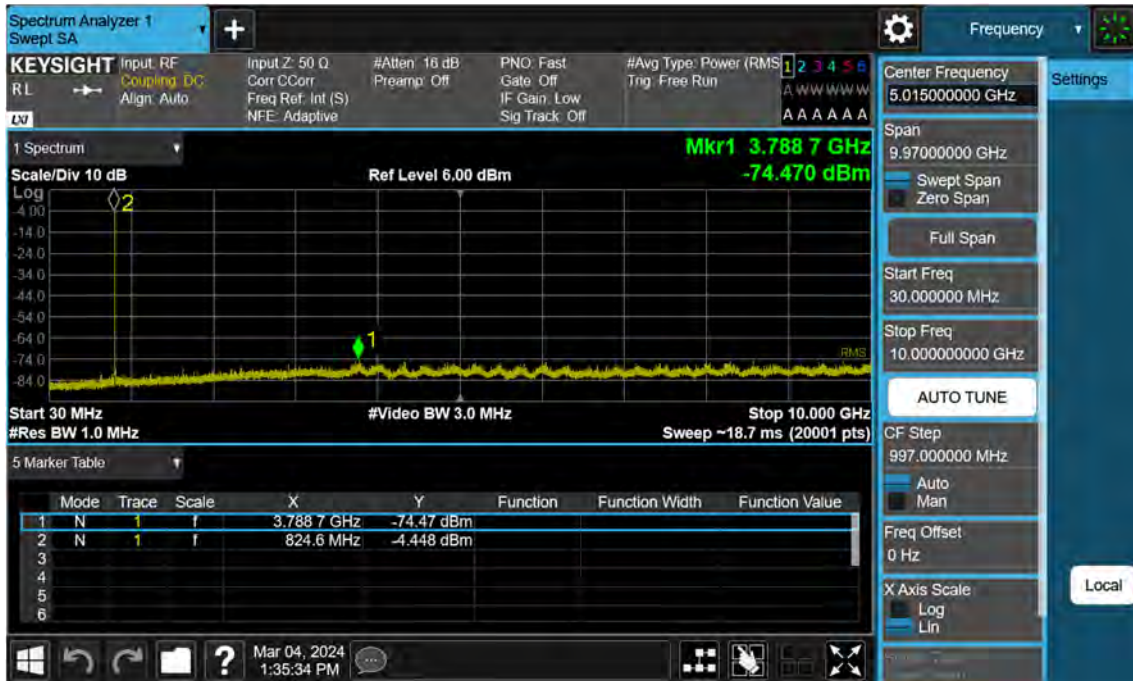 Spectrum Analyzer 1
Swept SA
+
Frequency
KEYSIGHT
RL
LXI
Input: RF
Coupling: DC
Align: Auto
Input Z: 50 Ω
Corr CCorr
Freq Ref: Int (S)
NFE: Adaptive
#Atten: 16 dB
Preamp: Off
PNO: Fast
Gate: Off
IF Gain: Low
Sig Track: Off
#Avg Type: Power (RMS
Trig: Free Run
1 2 3 4 5 6
A W W W W W
A A A A A A
1 Spectrum
Scale/Div 10 dB
Ref Level 6.00 dBm
Mkr1 3.788 7 GHz
-74.470 dBm
Log
-4.00
-14.0
-24.0
-34.0
-44.0
-54.0
-64.0
-74.0
-84.0
2
1
RMS
Start 30 MHz
#Video BW 3.0 MHz
Stop 10.000 GHz
#Res BW 1.0 MHz
Sweep ~18.7 ms (20001 pts)
5 Marker Table
Mode Trace Scale X Y Function Function Width Function Value
1 N 1 f 3.788 7 GHz -74.47 dBm
2 N 1 f 824.6 MHz -4.448 dBm
3
4
5
6
?
Mar 04, 2024
1:35:34 PM
Center Frequency
5.015000000 GHz
Settings
Span
9.97000000 GHz
Swept Span
Zero Span
Full Span
Start Freq
30.000000 MHz
Stop Freq
10.000000000 GHz
AUTO TUNE
CF Step
997.000000 MHz
Auto
Man
Freq Offset
0 Hz
X Axis Scale
Log
Lin
Local